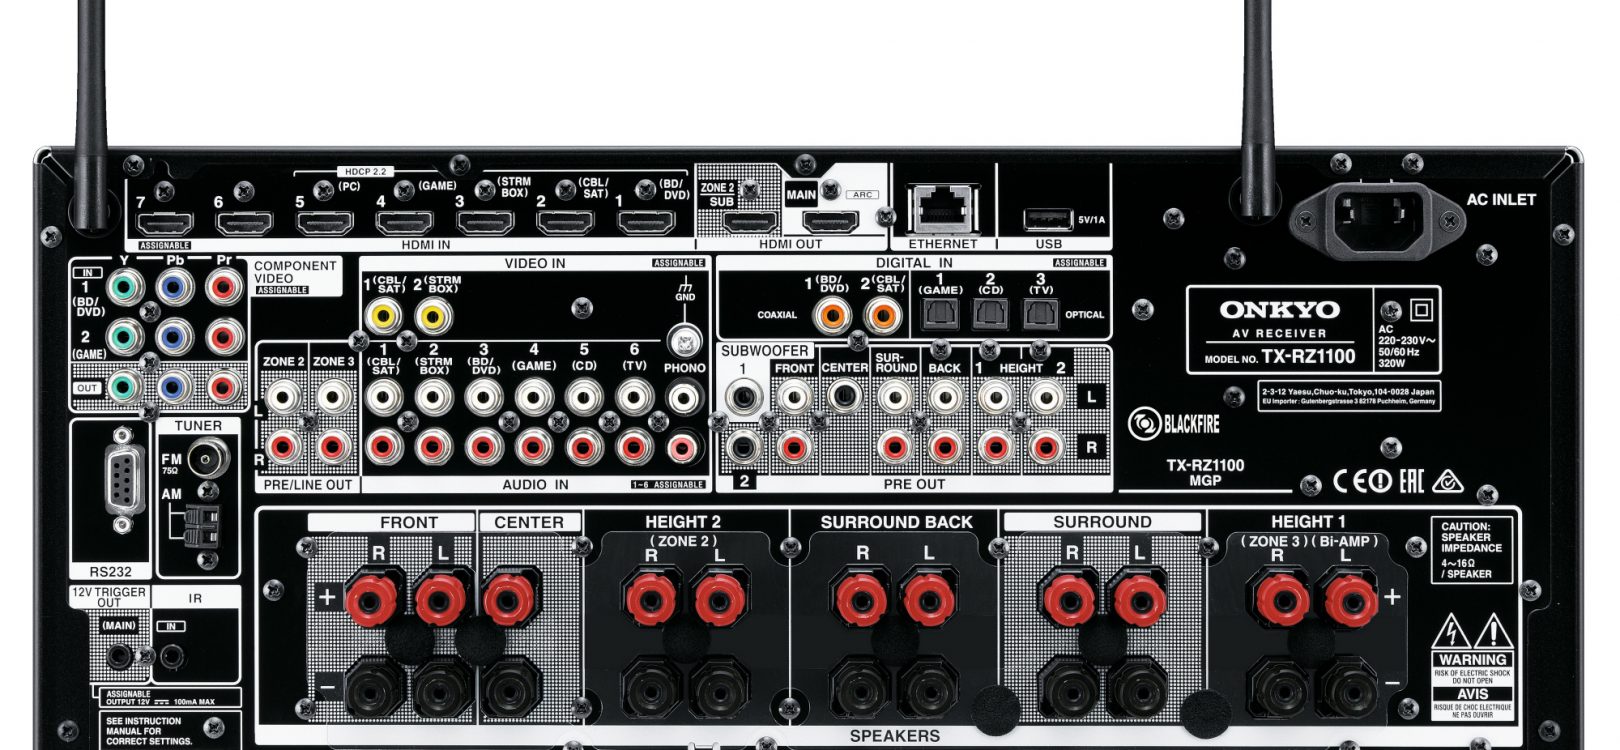 HDCP 2.2
7
6
5 (PC)
4 (GAME)
3 (STRM BOX)
2 (CBL/SAT)
1 (BD/DVD)
ASSIGNABLE
HDMI IN
ZONE 2
SUB
MAIN
ARC
HDMI OUT
ETHERNET
5V/1A
USB
AC INLET
Y Pb Pr
IN
1
(BD/
DVD)
2
(GAME)
OUT
COMPONENT
VIDEO
ASSIGNABLE
VIDEO IN
ASSIGNABLE
1 (CBL/SAT)
2 (STRM BOX)
GND
DIGITAL IN
ASSIGNABLE
1 (BD/DVD)
2 (CBL/SAT)
COAXIAL
1 (GAME)
2 (CD)
3 (TV)
OPTICAL
ONKYO
AV RECEIVER
MODEL NO. TX-RZ1100
AC
220-230V~
50/60 Hz
320W
2-3-12 Yaesu,Chuo-ku,Tokyo,104-0028 Japan
EU Importer : Gutenbergstrasse 3 82178 Puchheim, Germany
BLACKFIRE
TX-RZ1100
MGP
CE
EAC
ZONE 2
ZONE 3
L
R
PRE/LINE OUT
1 (CBL/SAT)
2 (STRM BOX)
3 (BD/DVD)
4 (GAME)
5 (CD)
6 (TV)
PHONO
AUDIO IN
1~6 ASSIGNABLE
SUBWOOFER
1
2
FRONT
CENTER
SUR-
ROUND
BACK
1 HEIGHT 2
L
R
PRE OUT
RS232
TUNER
FM
75Ω
AM
12V TRIGGER
OUT
(MAIN)
IR
IN
ASSIGNABLE
OUTPUT 12V 100mA MAX
SEE INSTRUCTION
MANUAL FOR
CORRECT SETTINGS.
FRONT
R L
CENTER
HEIGHT 2
(ZONE 2)
R L
SURROUND BACK
R L
SURROUND
R L
HEIGHT 1
(ZONE 3) (Bi-AMP)
R L
+
+
−
−
SPEAKERS
CAUTION:
SPEAKER
IMPEDANCE
4~16Ω
/ SPEAKER
WARNING
RISK OF ELECTRIC SHOCK
DO NOT OPEN
AVIS
RISQUE DE CHOC ELECTRIQUE
NE PAS OUVRIR